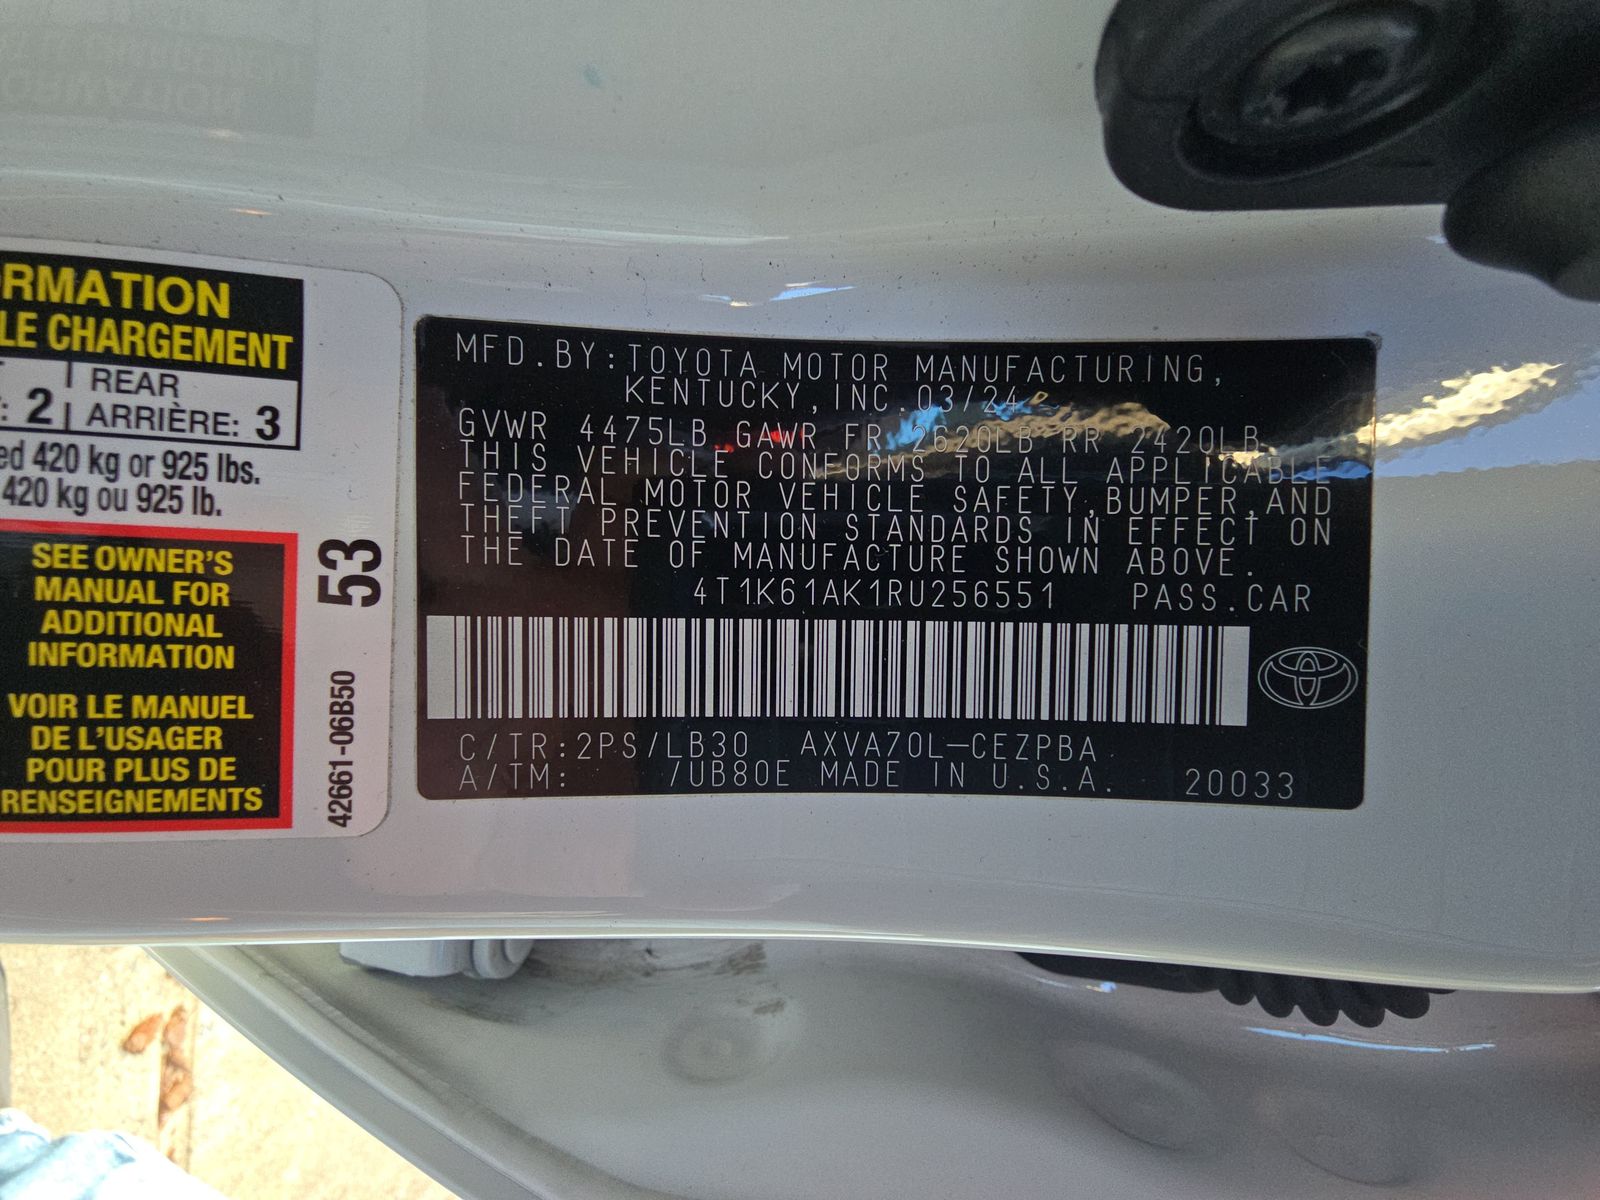 RMATION
LE CHARGEMENT
: 2 | REAR
ARRIÈRE: 3
ed 420 kg or 925 lbs.
420 kg ou 925 lb.
SEE OWNER'S
MANUAL FOR
ADDITIONAL
INFORMATION
VOIR LE MANUEL
DE L'USAGER
POUR PLUS DE
RENSEIGNEMENTS
53
42661-06B50
MFD.BY:TOYOTA MOTOR MANUFACTURING,
KENTUCKY,INC.03/24
GVWR 4475LB GAWR FR 2620LB RR 2420LB
THIS VEHICLE CONFORMS TO ALL APPLICABLE
FEDERAL MOTOR VEHICLE SAFETY,BUMPER,AND
THEFT PREVENTION STANDARDS IN EFFECT ON
THE DATE OF MANUFACTURE SHOWN ABOVE.
4T1K61AK1RU256551 PASS.CAR
C/TR:2PS/LB30 AXVA70L-CEZPBA
A/TM: /UB80E MADE IN U.S.A. 20033